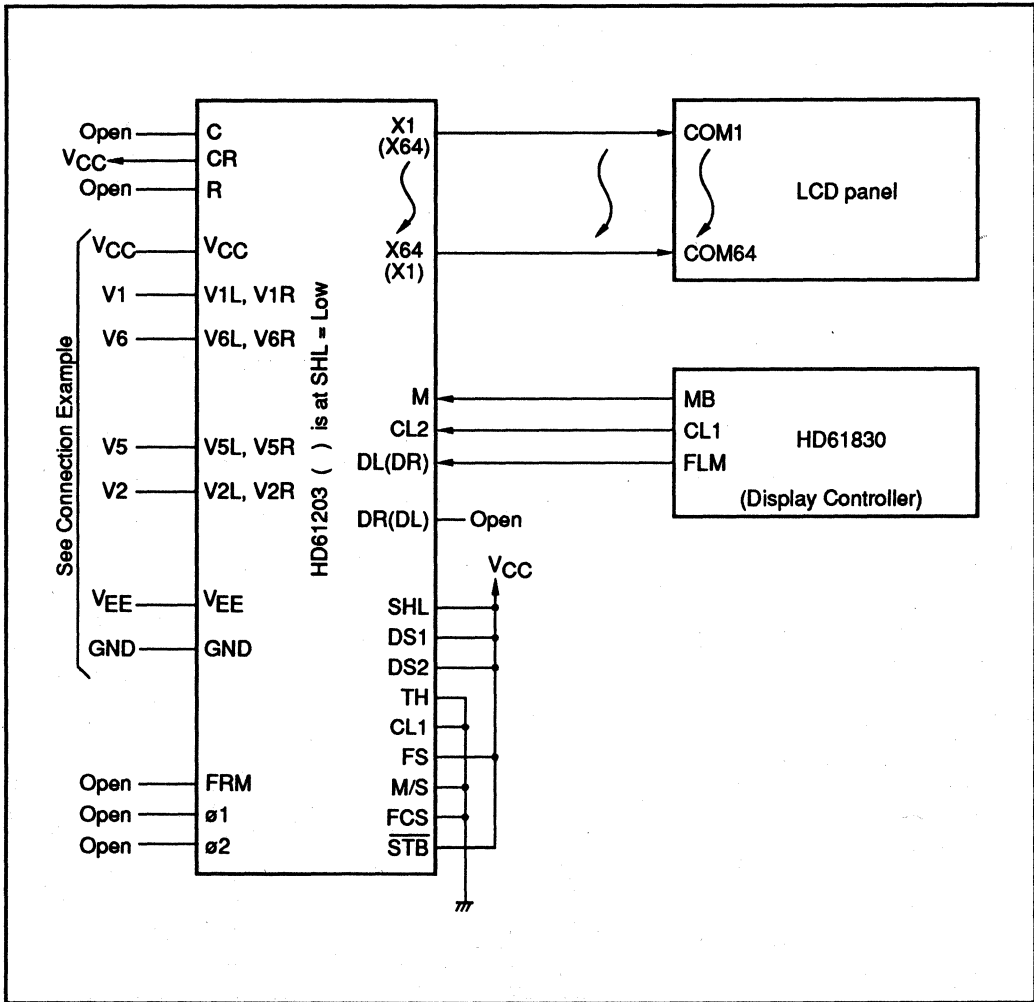 Open
C
VCC
CR
Open
R
See Connection Example
VCC
VCC
V1
V1L, V1R
V6
V6L, V6R
V5
V5L, V5R
V2
V2L, V2R
VEE
VEE
GND
GND
Open
FRM
Open
ø1
Open
ø2
HD61203 ( ) is at SHL = Low
X1
(X64)
X64
(X1)
M
CL2
DL(DR)
DR(DL)
Open
VCC
SHL
DS1
DS2
TH
CL1
FS
M/S
FCS
STB
COM1
LCD panel
COM64
MB
CL1
HD61830
FLM
(Display Controller)